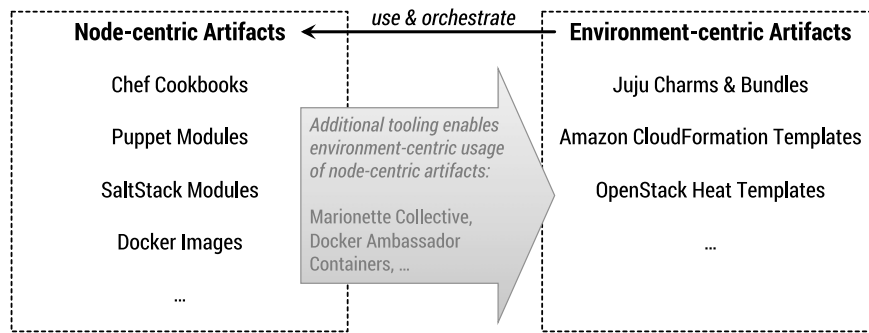 use & orchestrate
Node-centric Artifacts
Chef Cookbooks
Puppet Modules
SaltStack Modules
Docker Images
...
Additional tooling enables
environment-centric usage
of node-centric artifacts:
Marionette Collective,
Docker Ambassador
Containers, ...
Environment-centric Artifacts
Juju Charms & Bundles
Amazon CloudFormation Templates
OpenStack Heat Templates
...